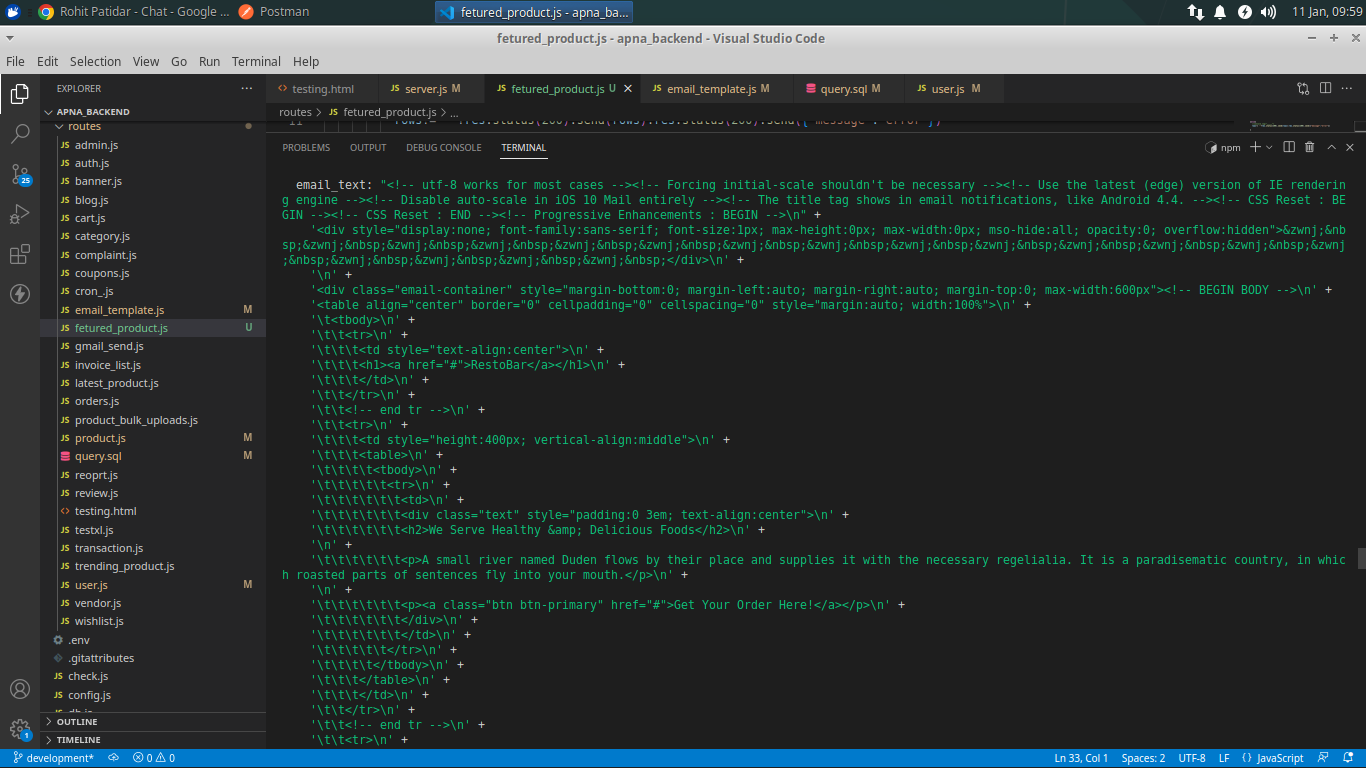 Rohit Patidar - Chat - Google ... Postman fetured_product.js - apna_ba... 11 Jan, 09:59
fetured_product.js - apna_backend - Visual Studio Code
File Edit Selection View Go Run Terminal Help
EXPLORER ... testing.html JS server.js M JS fetured_product.js U JS email_template.js M query.sql M JS user.js M
APNA_BACKEND routes > JS fetured_product.js > ...
routes
JS admin.js
JS auth.js
JS banner.js
JS blog.js
JS cart.js
JS category.js
JS complaint.js
JS coupons.js
JS cron_.js
JS email_template.js M
JS fetured_product.js U
JS gmail_send.js
JS invoice_list.js
JS latest_product.js
JS orders.js
JS product_bulk_uploads.js
JS product.js M
query.sql M
JS reoprt.js
JS review.js
testing.html
JS testxl.js
JS transaction.js
JS trending_product.js
JS user.js M
JS vendor.js
JS wishlist.js
.env
.gitattributes
JS check.js
JS config.js
OUTLINE
TIMELINE
25
1
PROBLEMS OUTPUT DEBUG CONSOLE TERMINAL npm
email_text: "<!-- utf-8 works for most cases --><!-- Forcing initial-scale shouldn't be necessary --><!-- Use the latest (edge) version of IE renderin
g engine --><!-- Disable auto-scale in iOS 10 Mail entirely --><!-- The title tag shows in email notifications, like Android 4.4. --><!-- CSS Reset : BE
GIN --><!-- CSS Reset : END --><!-- Progressive Enhancements : BEGIN -->\n" +
'<div style="display:none; font-family:sans-serif; font-size:1px; max-height:0px; max-width:0px; mso-hide:all; opacity:0; overflow:hidden">&zwnj;&nb
sp;&zwnj;&nbsp;&zwnj;&nbsp;&zwnj;&nbsp;&zwnj;&nbsp;&zwnj;&nbsp;&zwnj;&nbsp;&zwnj;&nbsp;&zwnj;&nbsp;&zwnj;&nbsp;&zwnj;&nbsp;&zwnj;&nbsp;&zwnj
;&nbsp;&zwnj;&nbsp;&zwnj;&nbsp;&zwnj;&nbsp;&zwnj;&nbsp;</div>\n' +
'\n' +
'<div class="email-container" style="margin-bottom:0; margin-left:auto; margin-right:auto; margin-top:0; max-width:600px"><!-- BEGIN BODY -->\n' +
'<table align="center" border="0" cellpadding="0" cellspacing="0" style="margin:auto; width:100%">\n' +
'\t<tbody>\n' +
'\t\t<tr>\n' +
'\t\t\t<td style="text-align:center">\n' +
'\t\t\t<h1><a href="#">RestoBar</a></h1>\n' +
'\t\t\t</td>\n' +
'\t\t</tr>\n' +
'\t\t<!-- end tr -->\n' +
'\t\t<tr>\n' +
'\t\t\t<td style="height:400px; vertical-align:middle">\n' +
'\t\t\t<table>\n' +
'\t\t\t\t<tbody>\n' +
'\t\t\t\t\t<tr>\n' +
'\t\t\t\t\t\t<td>\n' +
'\t\t\t\t\t\t<div class="text" style="padding:0 3em; text-align:center">\n' +
'\t\t\t\t\t\t<h2>We Serve Healthy &amp; Delicious Foods</h2>\n' +
'\n' +
'\t\t\t\t\t\t<p>A small river named Duden flows by their place and supplies it with the necessary regelialia. It is a paradisematic country, in whic
h roasted parts of sentences fly into your mouth.</p>\n' +
'\n' +
'\t\t\t\t\t\t<p><a class="btn btn-primary" href="#">Get Your Order Here!</a></p>\n' +
'\t\t\t\t\t\t</div>\n' +
'\t\t\t\t\t\t</td>\n' +
'\t\t\t\t\t</tr>\n' +
'\t\t\t\t</tbody>\n' +
'\t\t\t</table>\n' +
'\t\t\t</td>\n' +
'\t\t</tr>\n' +
'\t\t<!-- end tr -->\n' +
'\t\t<tr>\n' +
development* 0 0 Ln 33, Col 1 Spaces: 2 UTF-8 LF {} JavaScript